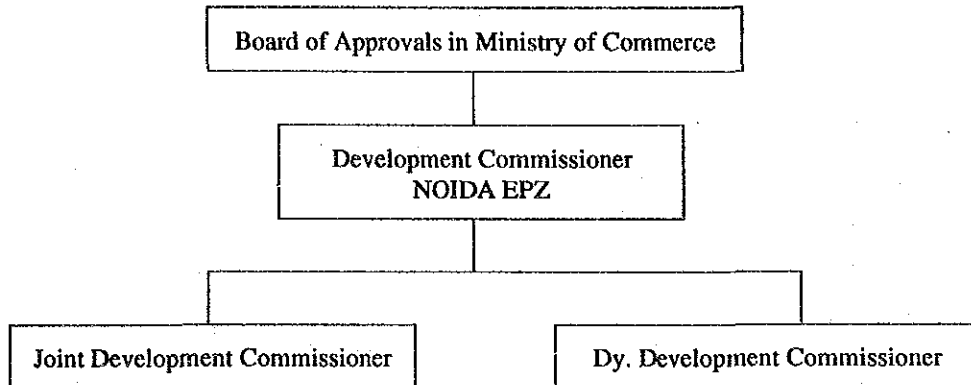 Board of Approvals in Ministry of Commerce
Development Commissioner
NOIDA EPZ
Joint Development Commissioner
Dy. Development Commissioner